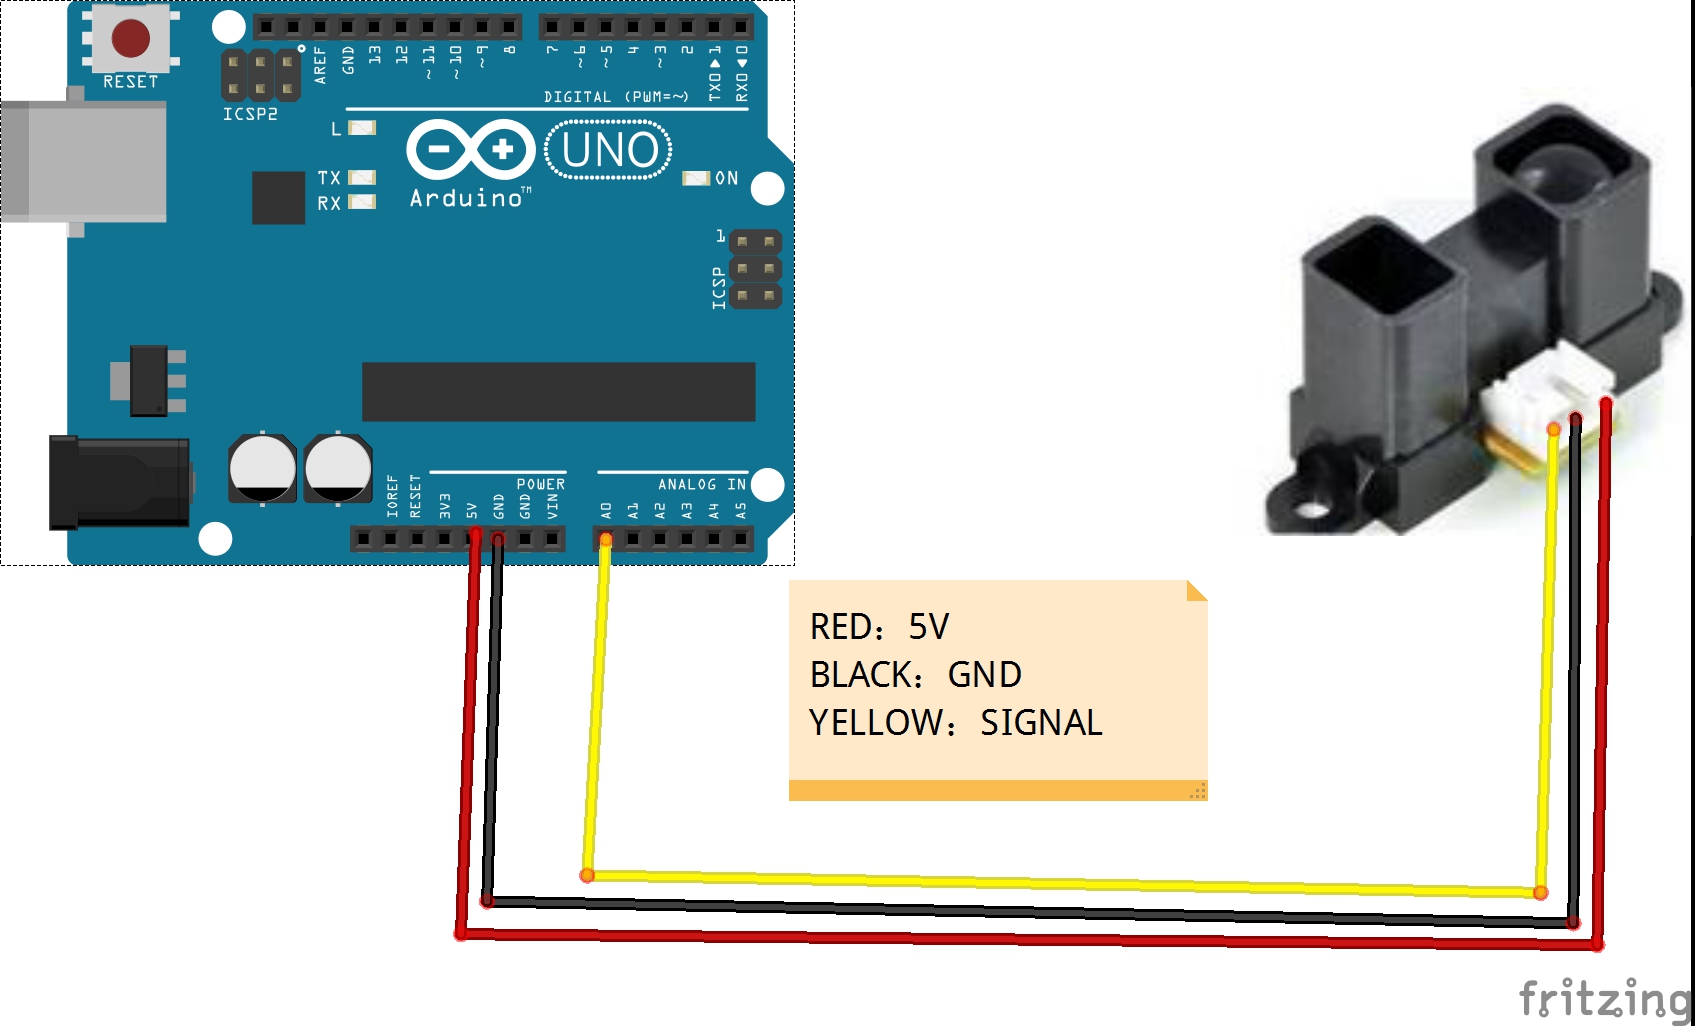 RESET
ICSP2
AREF
GND
13
12
~11
~10
~9
8
7
~6
~5
4
~3
2
TX0▶1
RX0◀0
DIGITAL (PWM=~)
L
TX
RX
Arduino™
UNO
ON
1
ICSP
POWER
ANALOG IN
IOREF
RESET
3V3
5V
GND
GND
VIN
A0
A1
A2
A3
A4
A5
RED：5V
BLACK：GND
YELLOW：SIGNAL
fritzing